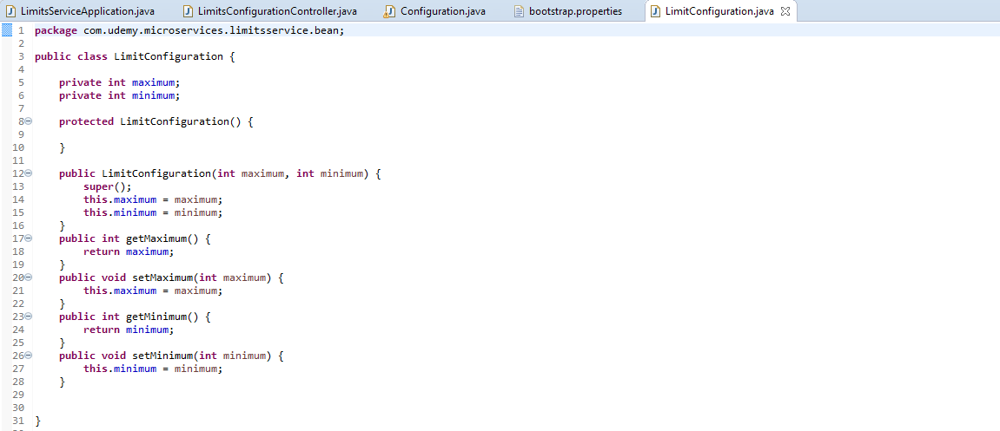 LimitsServiceApplication.java LimitsConfigurationController.java Configuration.java bootstrap.properties LimitConfiguration.java
1 package com.udemy.microservices.limitsservice.bean;
2
3 public class LimitConfiguration {
4
5     private int maximum;
6     private int minimum;
7
8     protected LimitConfiguration() {
9
10     }
11
12     public LimitConfiguration(int maximum, int minimum) {
13         super();
14         this.maximum = maximum;
15         this.minimum = minimum;
16     }
17     public int getMaximum() {
18         return maximum;
19     }
20     public void setMaximum(int maximum) {
21         this.maximum = maximum;
22     }
23     public int getMinimum() {
24         return minimum;
25     }
26     public void setMinimum(int minimum) {
27         this.minimum = minimum;
28     }
29
30
31 }